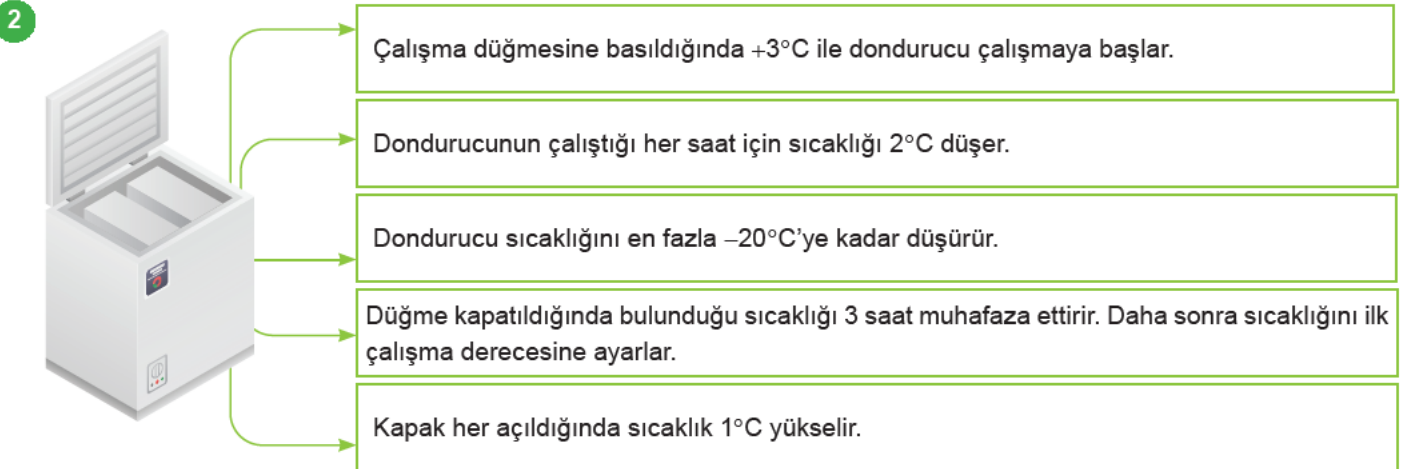 2
Çalışma düğmesine basıldığında +3°C ile dondurucu çalışmaya başlar.
Dondurucunun çalıştığı her saat için sıcaklığı 2°C düşer.
Dondurucu sıcaklığını en fazla –20°C'ye kadar düşürür.
Düğme kapatıldığında bulunduğu sıcaklığı 3 saat muhafaza ettirir. Daha sonra sıcaklığını ilk
çalışma derecesine ayarlar.
Kapak her açıldığında sıcaklık 1°C yükselir.